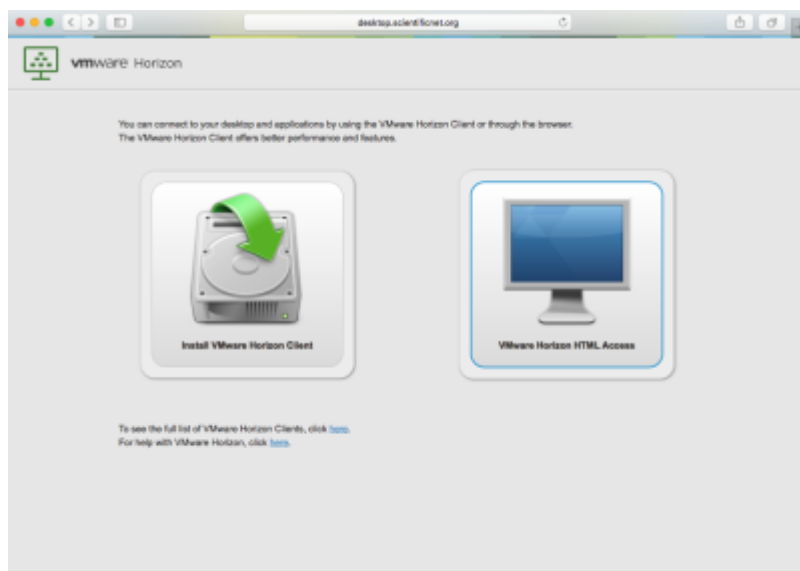 desktop.scientificnet.org
vmware Horizon
You can connect to your desktop and applications by using the VMware Horizon Client or through the browser.
The VMware Horizon Client offers better performance and features.
Install VMware Horizon Client
VMware Horizon HTML Access
To see the full list of VMware Horizon Clients, click here.
For help with VMware Horizon, click here.